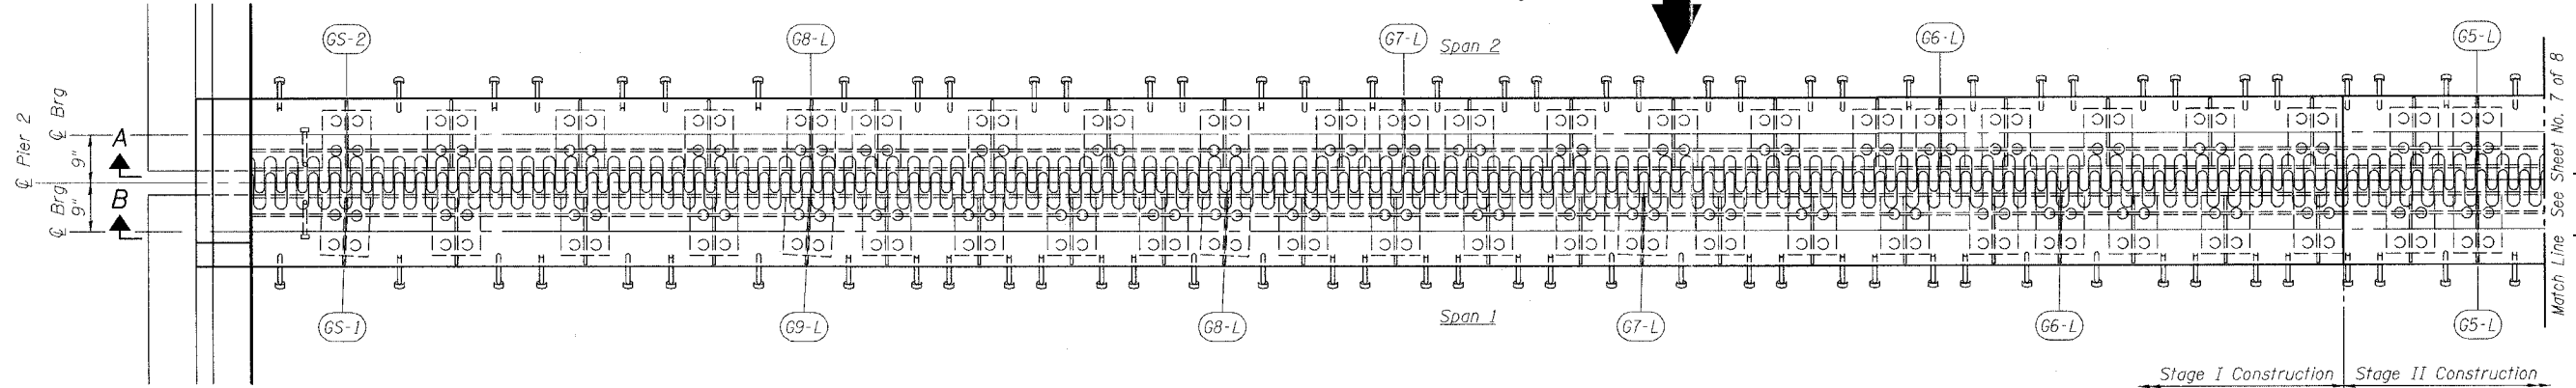 GS-2
G8-L
G7-L
Span 2
G6-L
G5-L
℄ Pier 2
℄ Brg
9"
A
℄ Brg
9"
B
GS-1
G9-L
G8-L
Span 1
G7-L
G6-L
G5-L
Match Line See Sheet No. 7 of 8
Stage I Construction
Stage II Construction